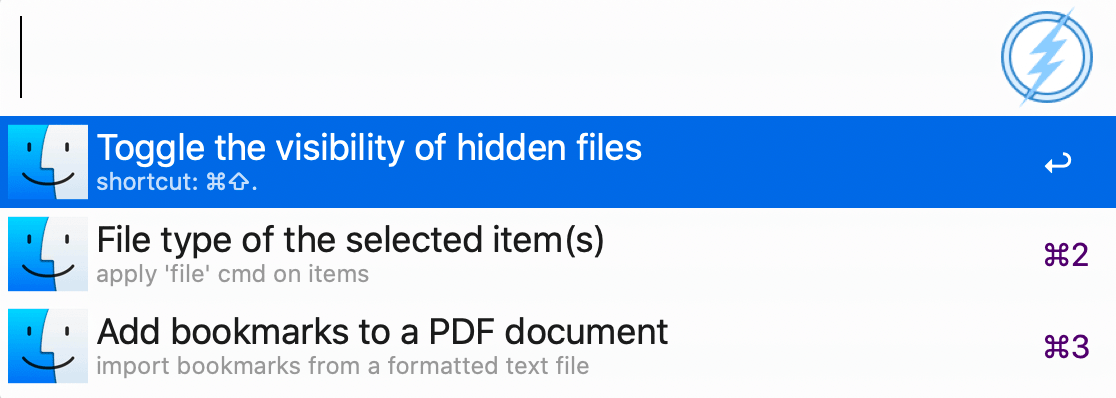 Toggle the visibility of hidden files
shortcut: ⌘⇧.
↩
File type of the selected item(s)
apply 'file' cmd on items
⌘2
Add bookmarks to a PDF document
import bookmarks from a formatted text file
⌘3